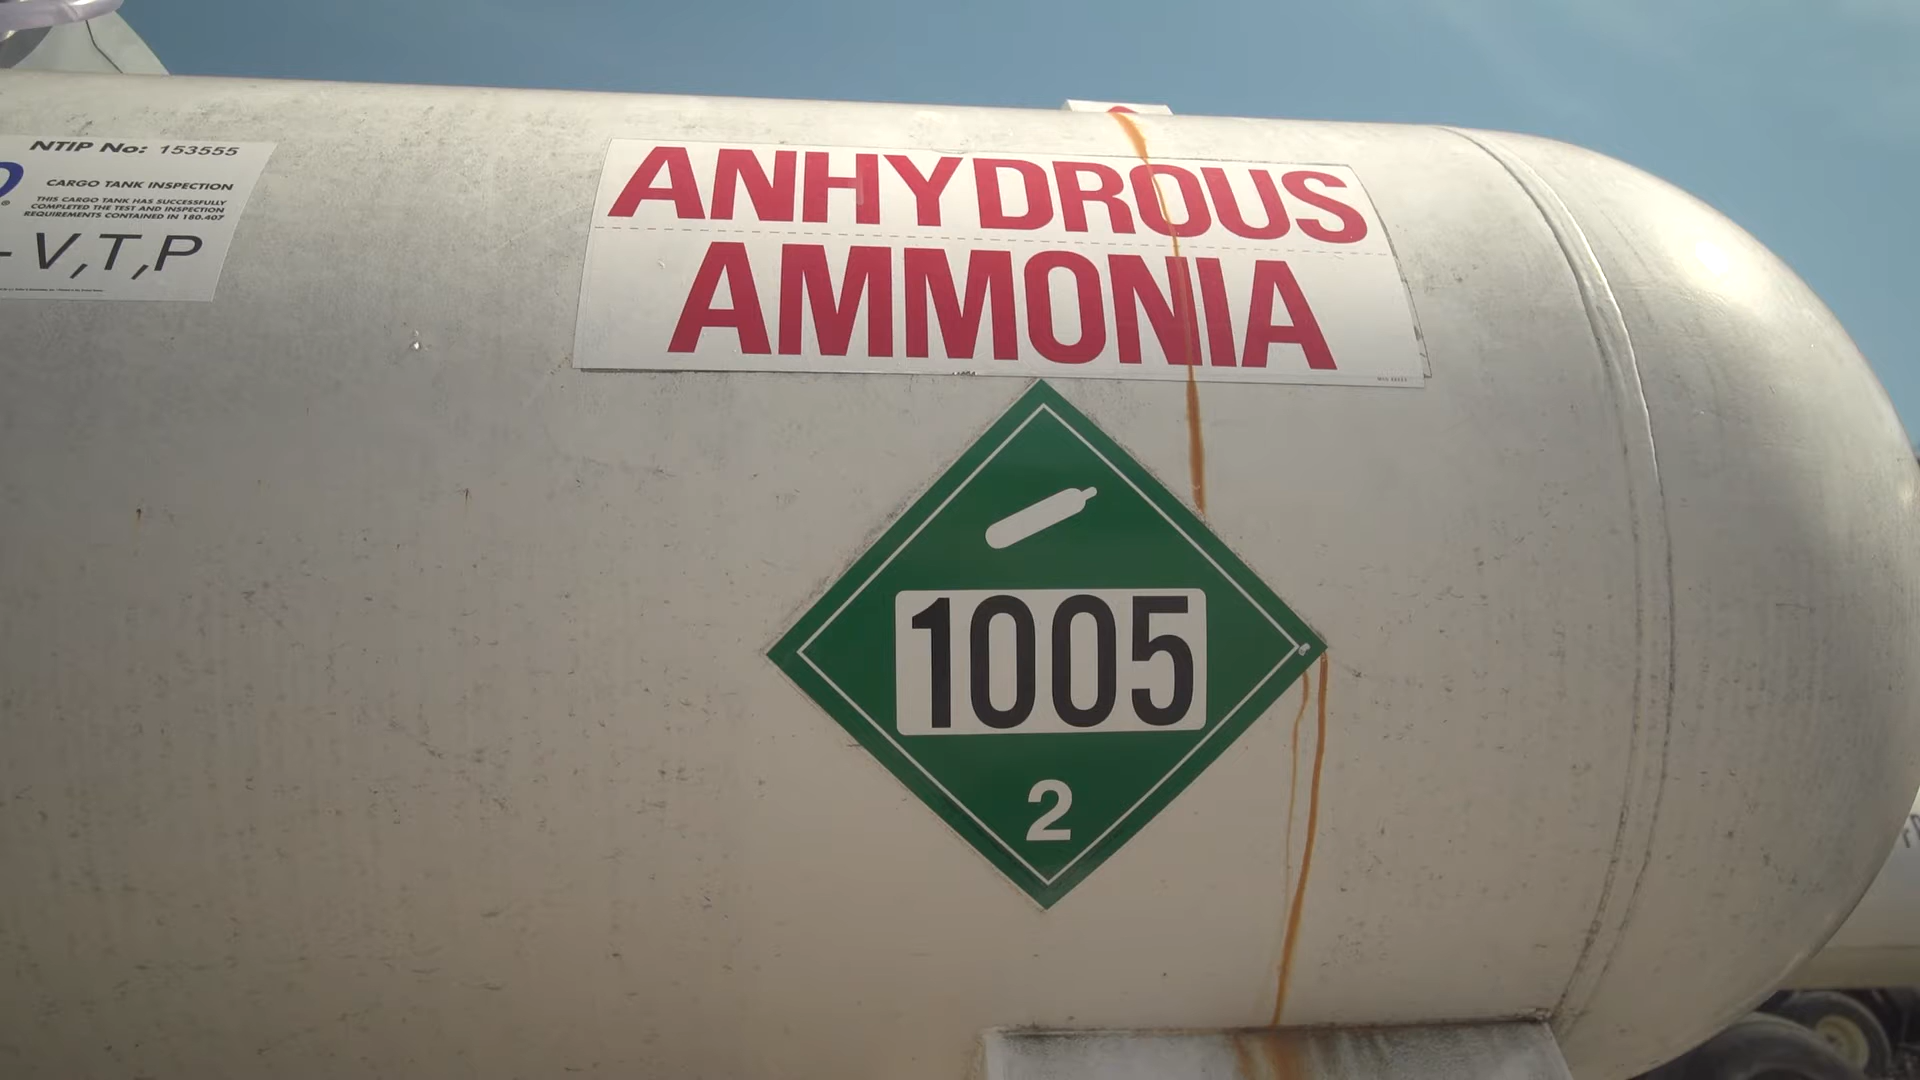 NTIP No: 153555
CARGO TANK INSPECTION
THIS CARGO TANK HAS SUCCESSFULLY
COMPLETED THE TEST AND INSPECTION
REQUIREMENTS CONTAINED IN 180.407
-V,T,P
ANHYDROUS
AMMONIA
1005
2